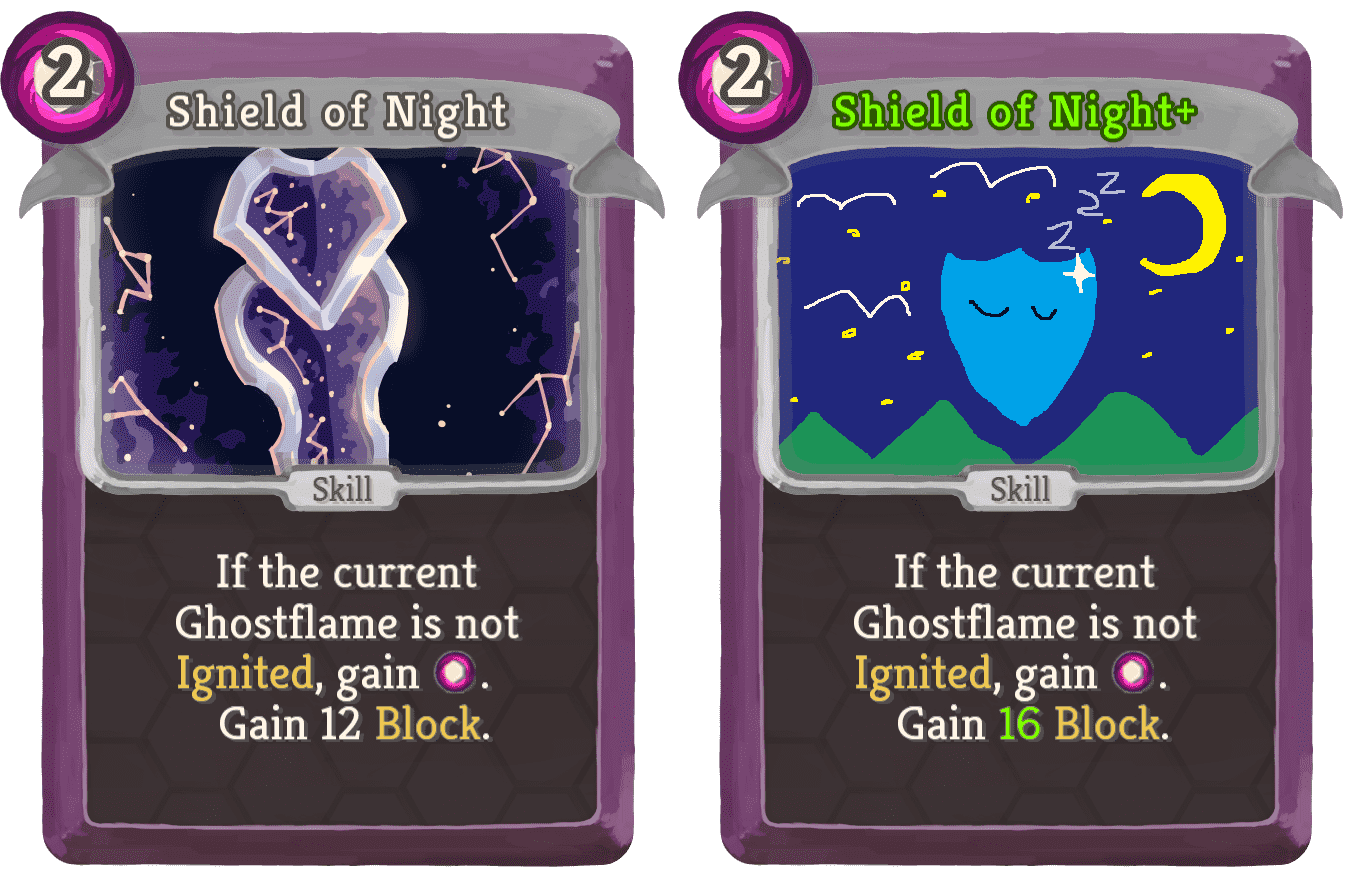 2
Shield of Night
Skill
If the current
Ghostflame is not
Ignited, gain .
Gain 12 Block.
2
Shield of Night+
z
z
z
Skill
If the current
Ghostflame is not
Ignited, gain .
Gain 16 Block.